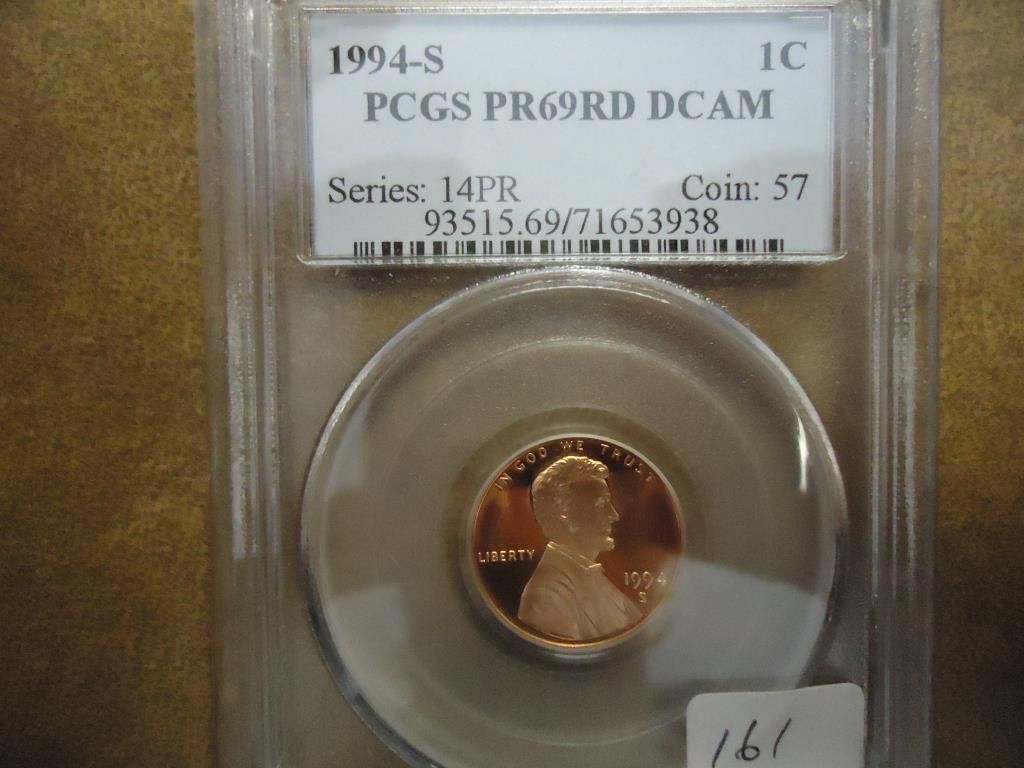 1994-S 1C
PCGS PR69RD DCAM
Series: 14PR Coin: 57
93515.69/71653938
IN GOD WE TRUST
LIBERTY
1994
S
161